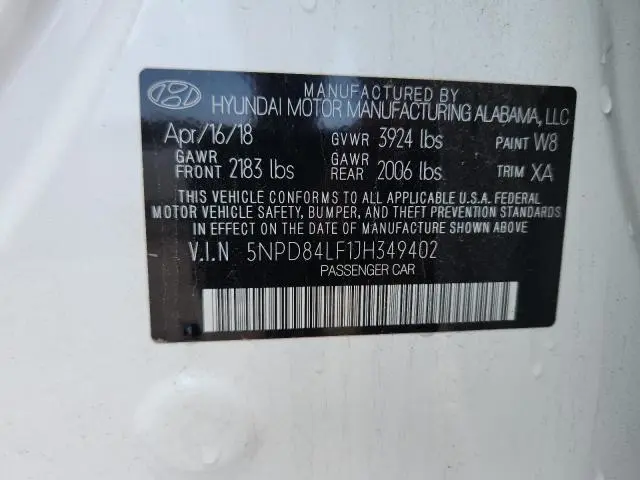 MANUFACTURED BY
HYUNDAI MOTOR MANUFACTURING ALABAMA, LLC
Apr/16/18 GVWR 3924 lbs PAINT W8
GAWR FRONT 2183 lbs GAWR REAR 2006 lbs TRIM XA
THIS VEHICLE CONFORMS TO ALL APPLICABLE U.S.A. FEDERAL
MOTOR VEHICLE SAFETY, BUMPER, AND THEFT PREVENTION STANDARDS
IN EFFECT ON THE DATE OF MANUFACTURE SHOWN ABOVE.
V.I.N 5NPD84LF1JH349402
PASSENGER CAR